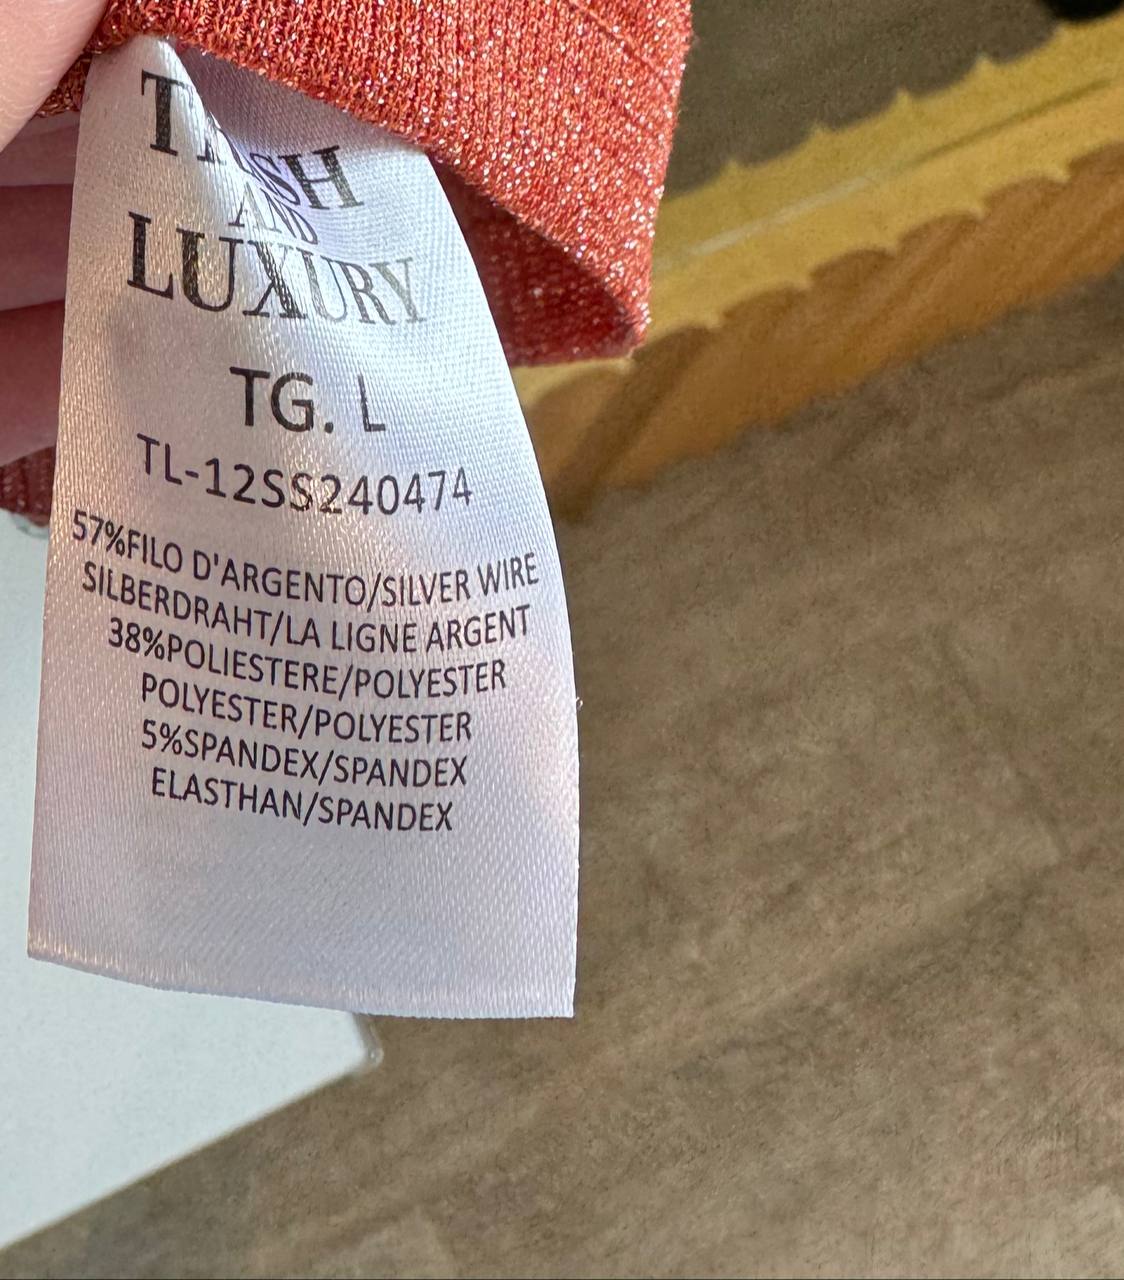 TRASH
AND
LUXURY
TG. L
TL-12SS240474
57%FILO D'ARGENTO/SILVER WIRE
SILBERDRAHT/LA LIGNE ARGENT
38%POLIESTERE/POLYESTER
POLYESTER/POLYESTER
5%SPANDEX/SPANDEX
ELASTHAN/SPANDEX